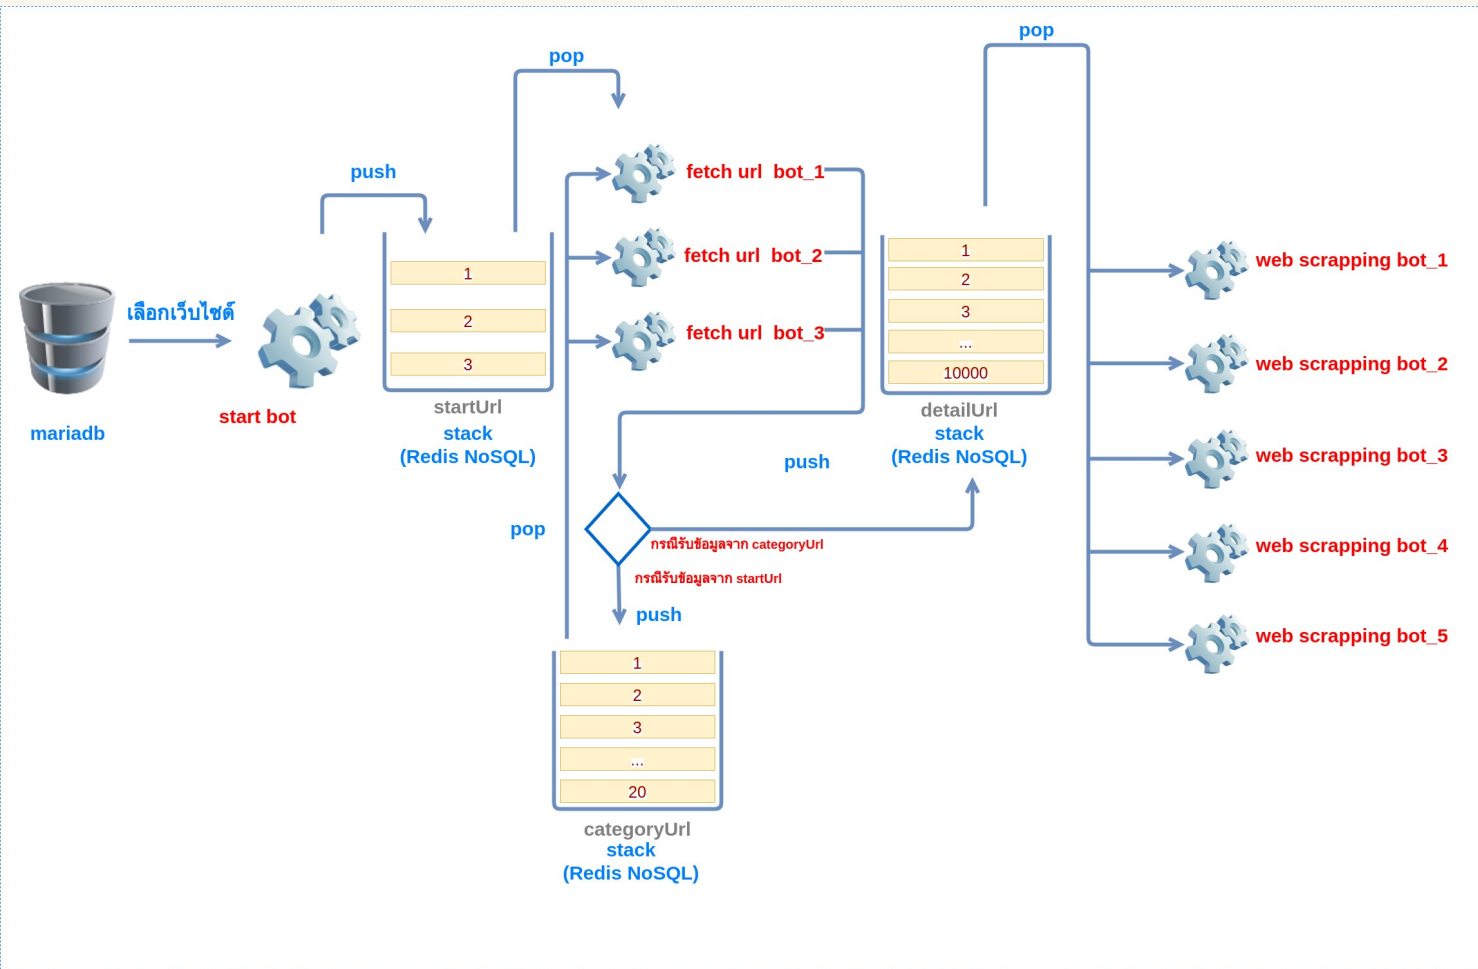 pop
pop
push
fetch url  bot_1
fetch url  bot_2
fetch url  bot_3
เลือกเว็บไซต์
mariadb
start bot
1
2
3
startUrl
stack
(Redis NoSQL)
1
2
3
...
10000
detailUrl
stack
(Redis NoSQL)
push
pop
กรณีรับข้อมูลจาก categoryUrl
กรณีรับข้อมูลจาก startUrl
push
1
2
3
...
20
categoryUrl
stack
(Redis NoSQL)
web scrapping bot_1
web scrapping bot_2
web scrapping bot_3
web scrapping bot_4
web scrapping bot_5